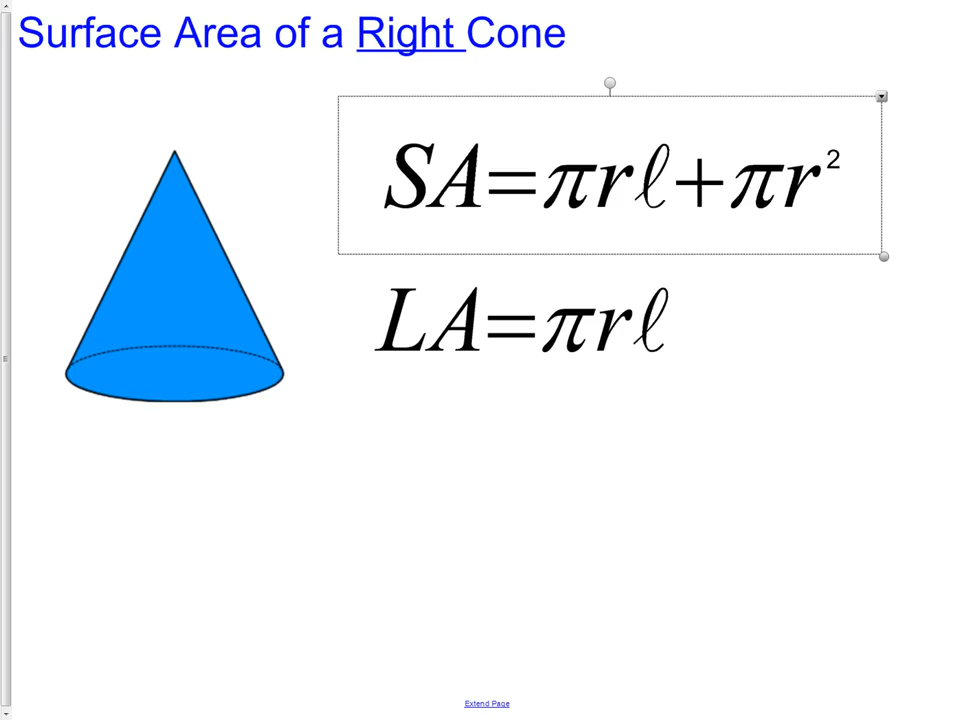 Surface Area of a Right Cone
SA=πrℓ+πr²
LA=πrℓ
Extend Page